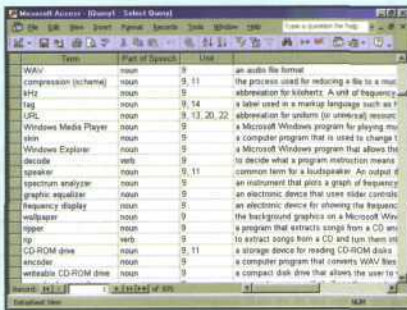 Microsoft Access - [Query1 : Select Query]
File Edit View Insert Format Records Tools Window Help Type a question for help
Term Part of Speech Unit
WAV noun 9 an audio file format
compression (scheme) noun 9, 11 the process used for reducing a file to a muc
kHz noun 9 abbreviation for kilohertz. A unit of frequency
tag noun 9, 14 a label used in a markup language such as h
URL noun 9, 13, 20, 22 abbreviation for uniform (or universal) resourc
Windows Media Player noun 9 a Microsoft Windows program for playing mu
skin noun 9 a computer program that is used to change t
Windows Explorer noun 9 a Microsoft Windows program that allows the
decode verb 9 to decide what a program instruction means
speaker noun 9, 11 common term for a loudspeaker. An output d
spectrum analyzer noun 9 an instrument that plots a graph of frequency
graphic equalizer noun 9 an electronic device that uses slider controls
frequency display noun 9 an electronic device for showing the frequenc
wallpaper noun 9 the background graphics on a Microsoft Win
ripper noun 9 a program that extracts songs from a CD an
rip verb 9 to extract songs from a CD and turn them int
CD-ROM drive noun 9, 11 a storage device for reading CD-ROM disks
encoder noun 9 a computer program that converts WAV files
writeable CD-ROM drive noun 9 a compact disk drive that allows the user to
Record: 1 of
Datasheet View NUM